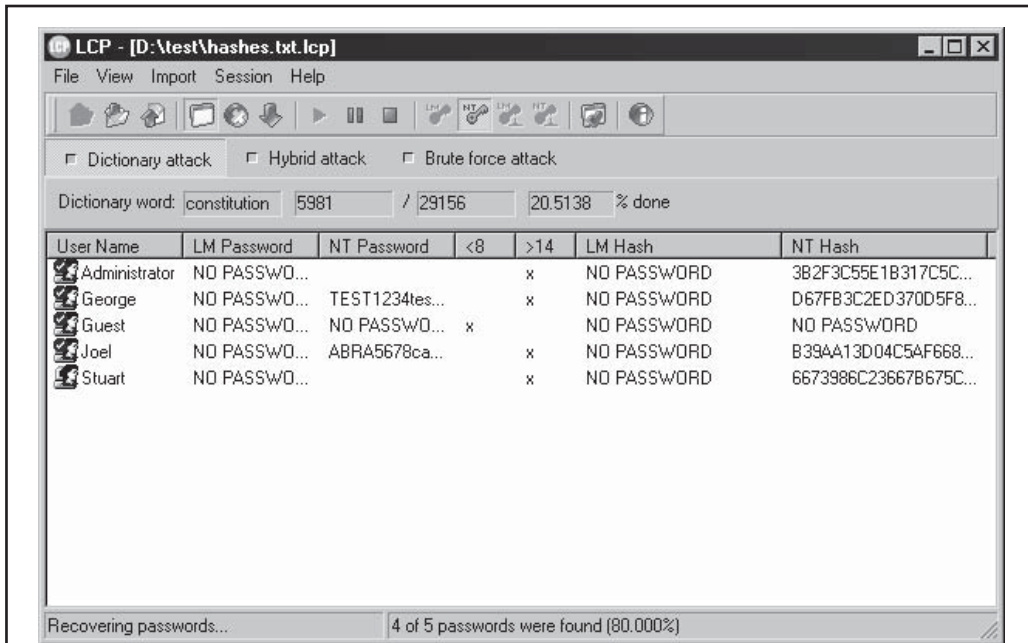 LCP - [D:\test\hashes.txt.lcp]
File View Import Session Help
LM NT LM NT
Dictionary attack Hybrid attack Brute force attack
Dictionary word: constitution 5981 / 29156 20.5138 % done
User Name LM Password NT Password <8 >14 LM Hash NT Hash
Administrator NO PASSWO... x NO PASSWORD 3B2F3C55E1B317C5C...
George NO PASSWO... TEST1234tes... x NO PASSWORD D67FB3C2ED370D5F8...
Guest NO PASSWO... NO PASSWO... x NO PASSWORD NO PASSWORD
Joel NO PASSWO... ABRA5678ca... x NO PASSWORD B39AA13D04C5AF668...
Stuart NO PASSWO... x NO PASSWORD 6673986C23667B675C...
Recovering passwords... 4 of 5 passwords were found (80.000%)